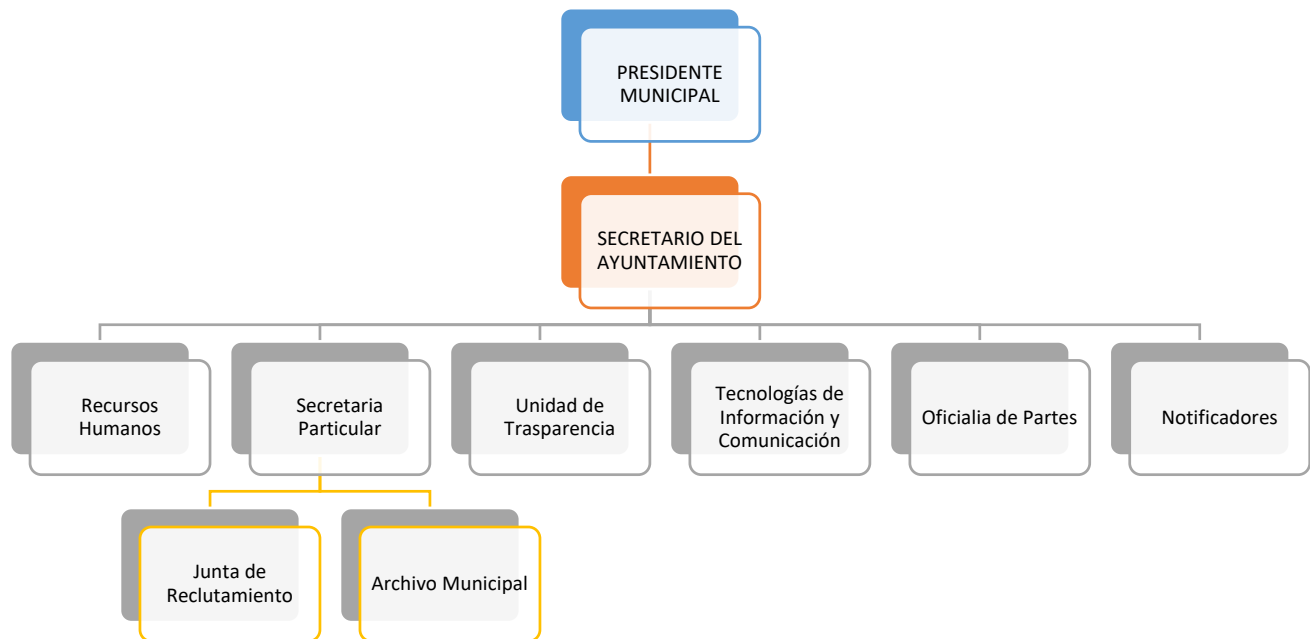 PRESIDENTE
MUNICIPAL
SECRETARIO DEL
AYUNTAMIENTO
Recursos
Humanos
Secretaria
Particular
Unidad de
Trasparencia
Tecnologías de
Información y
Comunicación
Oficialia de Partes
Notificadores
Junta de
Reclutamiento
Archivo Municipal